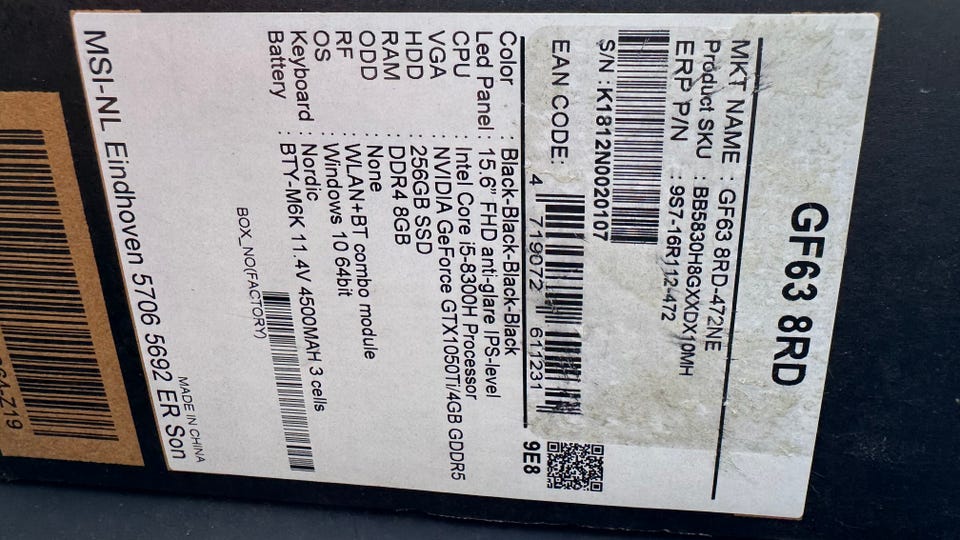 GF63 8RD
MKT NAME : GF63 8RD-472NE
Product SKU : BB5830H8GXXDX10MH
ERP P/N : 9S7-16R112-472
S/N :K1812N0020107
EAN CODE:
4 719072 611231
9E8
Color : Black-Black-Black-Black
Led Panel : 15.6" FHD anti-glare IPS-level
CPU : Intel Core i5-8300H Processor
VGA : NVIDIA GeForce GTX1050Ti/4GB GDDR5
HDD : 256GB SSD
RAM : DDR4 8GB
ODD : None
RF : WLAN+BT combo module
OS : Windows 10 64bit
Keyboard : Nordic
Battery : BTY-M6K 11.4V 4500MAH 3 cells
BOX_NO(FACTORY)
MADE IN CHINA
MSI-NL Eindhoven 5706 5692 ER Son